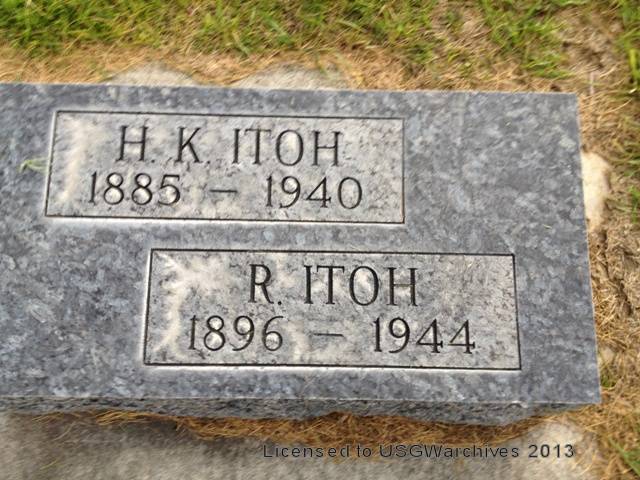 H. K. ITOH
1885 — 1940
R. ITOH
1896 — 1944
Licensed to USGWarchives 2013